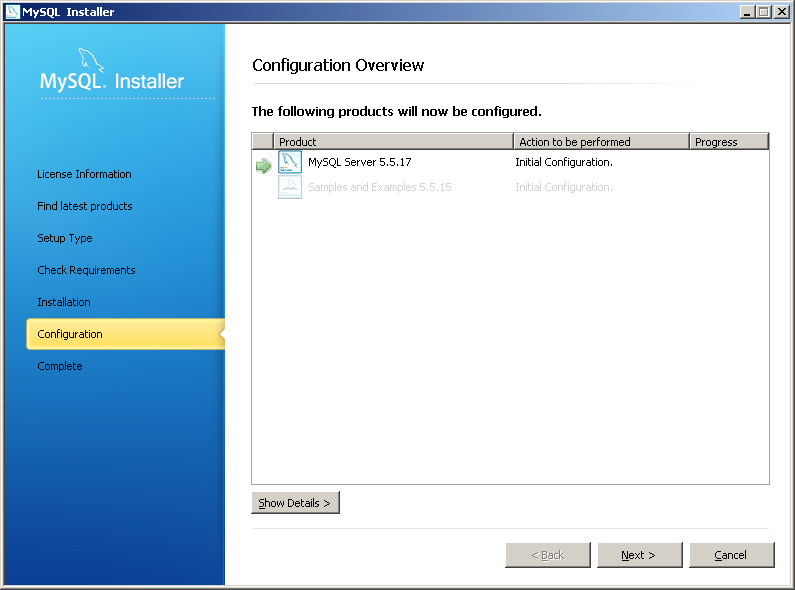 MySQL Installer
MySQL. Installer
License Information
Find latest products
Setup Type
Check Requirements
Installation
Configuration
Complete
Configuration Overview
The following products will now be configured.
Product Action to be performed Progress
MySQL Server 5.5.17 Initial Configuration.
Samples and Examples 5.5.15 Initial Configuration.
Show Details >
< Back Next > Cancel